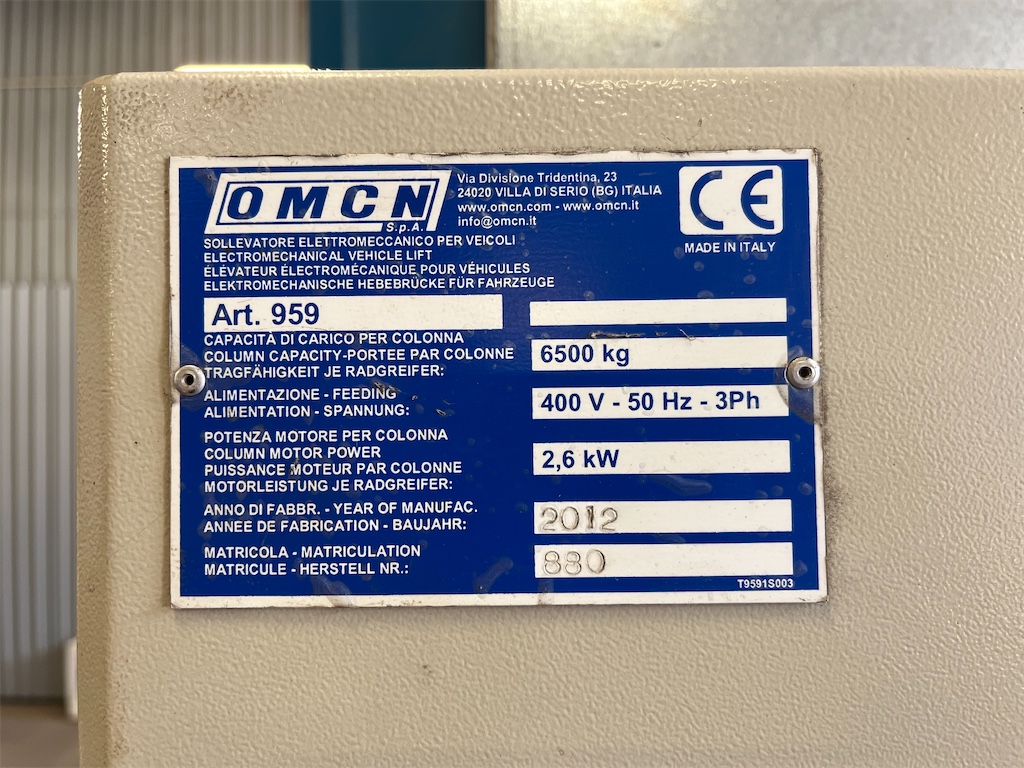 OMCN
S.p.A.
Via Divisione Tridentina, 23
24020 VILLA DI SERIO (BG) ITALIA
www.omcn.com - www.omcn.it
info@omcn.it
CE
MADE IN ITALY
SOLLEVATORE ELETTROMECCANICO PER VEICOLI
ELECTROMECHANICAL VEHICLE LIFT
ÉLÉVATEUR ÉLECTROMÉCANIQUE POUR VÉHICULES
ELEKTROMECHANISCHE HEBEBRÜCKE FÜR FAHRZEUGE
Art. 959
CAPACITÀ DI CARICO PER COLONNA
COLUMN CAPACITY-PORTEE PAR COLONNE
TRAGFÄHIGKEIT JE RADGREIFER:
6500 kg
ALIMENTAZIONE - FEEDING
ALIMENTATION - SPANNUNG:
400 V - 50 Hz - 3Ph
POTENZA MOTORE PER COLONNA
COLUMN MOTOR POWER
PUISSANCE MOTEUR PAR COLONNE
MOTORLEISTUNG JE RADGREIFER:
2,6 kW
ANNO DI FABBR. - YEAR OF MANUFAC.
ANNEE DE FABRICATION - BAUJAHR:
2012
MATRICOLA - MATRICULATION
MATRICULE - HERSTELL NR.:
880
T9591S003